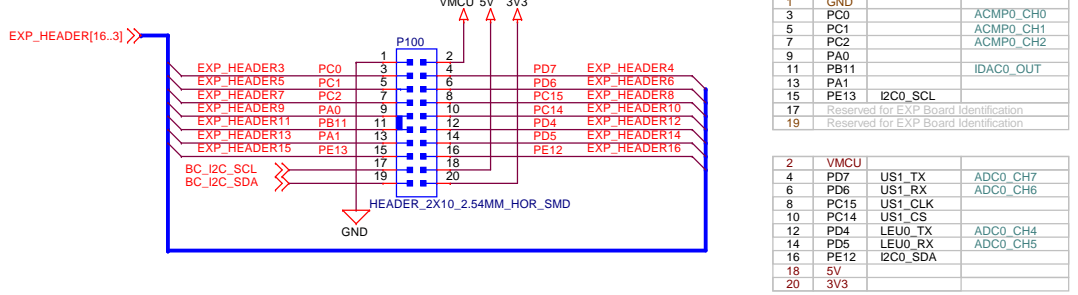 VMCU 5V 3V3
EXP_HEADER[16..3]
P100
1 2
EXP_HEADER3 PC0 3 4 PD7 EXP_HEADER4
EXP_HEADER5 PC1 5 6 PD6 EXP_HEADER6
EXP_HEADER7 PC2 7 8 PC15 EXP_HEADER8
EXP_HEADER9 PA0 9 10 PC14 EXP_HEADER10
EXP_HEADER11 PB11 11 12 PD4 EXP_HEADER12
EXP_HEADER13 PA1 13 14 PD5 EXP_HEADER14
EXP_HEADER15 PE13 15 16 PE12 EXP_HEADER16
BC_I2C_SCL 17 18
BC_I2C_SDA 19 20
HEADER_2X10_2.54MM_HOR_SMD
GND
1 GND
3 PC0 ACMP0_CH0
5 PC1 ACMP0_CH1
7 PC2 ACMP0_CH2
9 PA0
11 PB11 IDAC0_OUT
13 PA1
15 PE13 I2C0_SCL
17 Reserved for EXP Board Identification
19 Reserved for EXP Board Identification
2 VMCU
4 PD7 US1_TX ADC0_CH7
6 PD6 US1_RX ADC0_CH6
8 PC15 US1_CLK
10 PC14 US1_CS
12 PD4 LEU0_TX ADC0_CH4
14 PD5 LEU0_RX ADC0_CH5
16 PE12 I2C0_SDA
18 5V
20 3V3